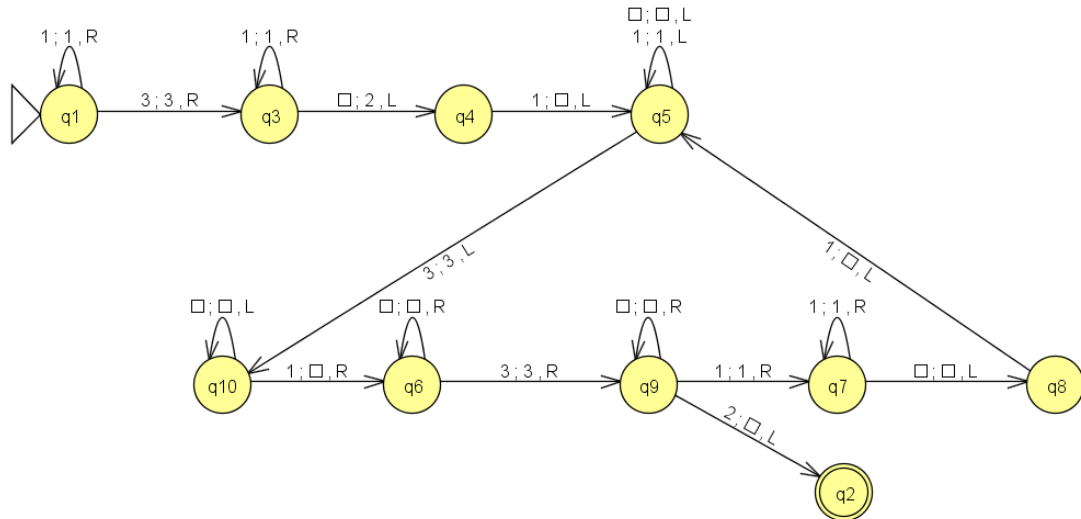 1 ; 1 , R
1 ; 1 , R
□ ; □ , L
1 ; 1 , L
q1
3 ; 3 , R
q3
□ ; 2 , L
q4
1 ; □ , L
q5
3 ; 3 , L
1 ; □ , L
□ ; □ , L
□ ; □ , R
□ ; □ , R
1 ; 1 , R
q10
1 ; □ , R
q6
3 ; 3 , R
q9
1 ; 1 , R
q7
□ ; □ , L
q8
2 ; □ , L
q2